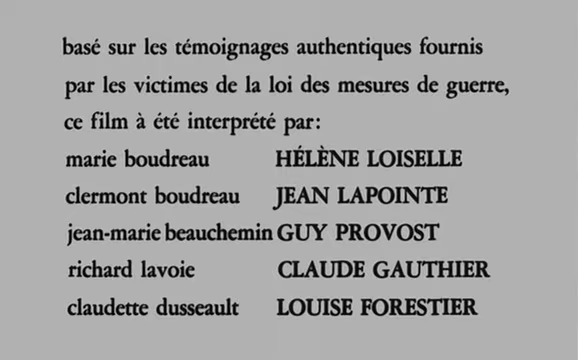 basé sur les témoignages authentiques fournis
par les victimes de la loi des mesures de guerre,
ce film à été interprété par:
marie boudreau HÉLÈNE LOISELLE
clermont boudreau JEAN LAPOINTE
jean-marie beauchemin GUY PROVOST
richard lavoie CLAUDE GAUTHIER
claudette dusseault LOUISE FORESTIER